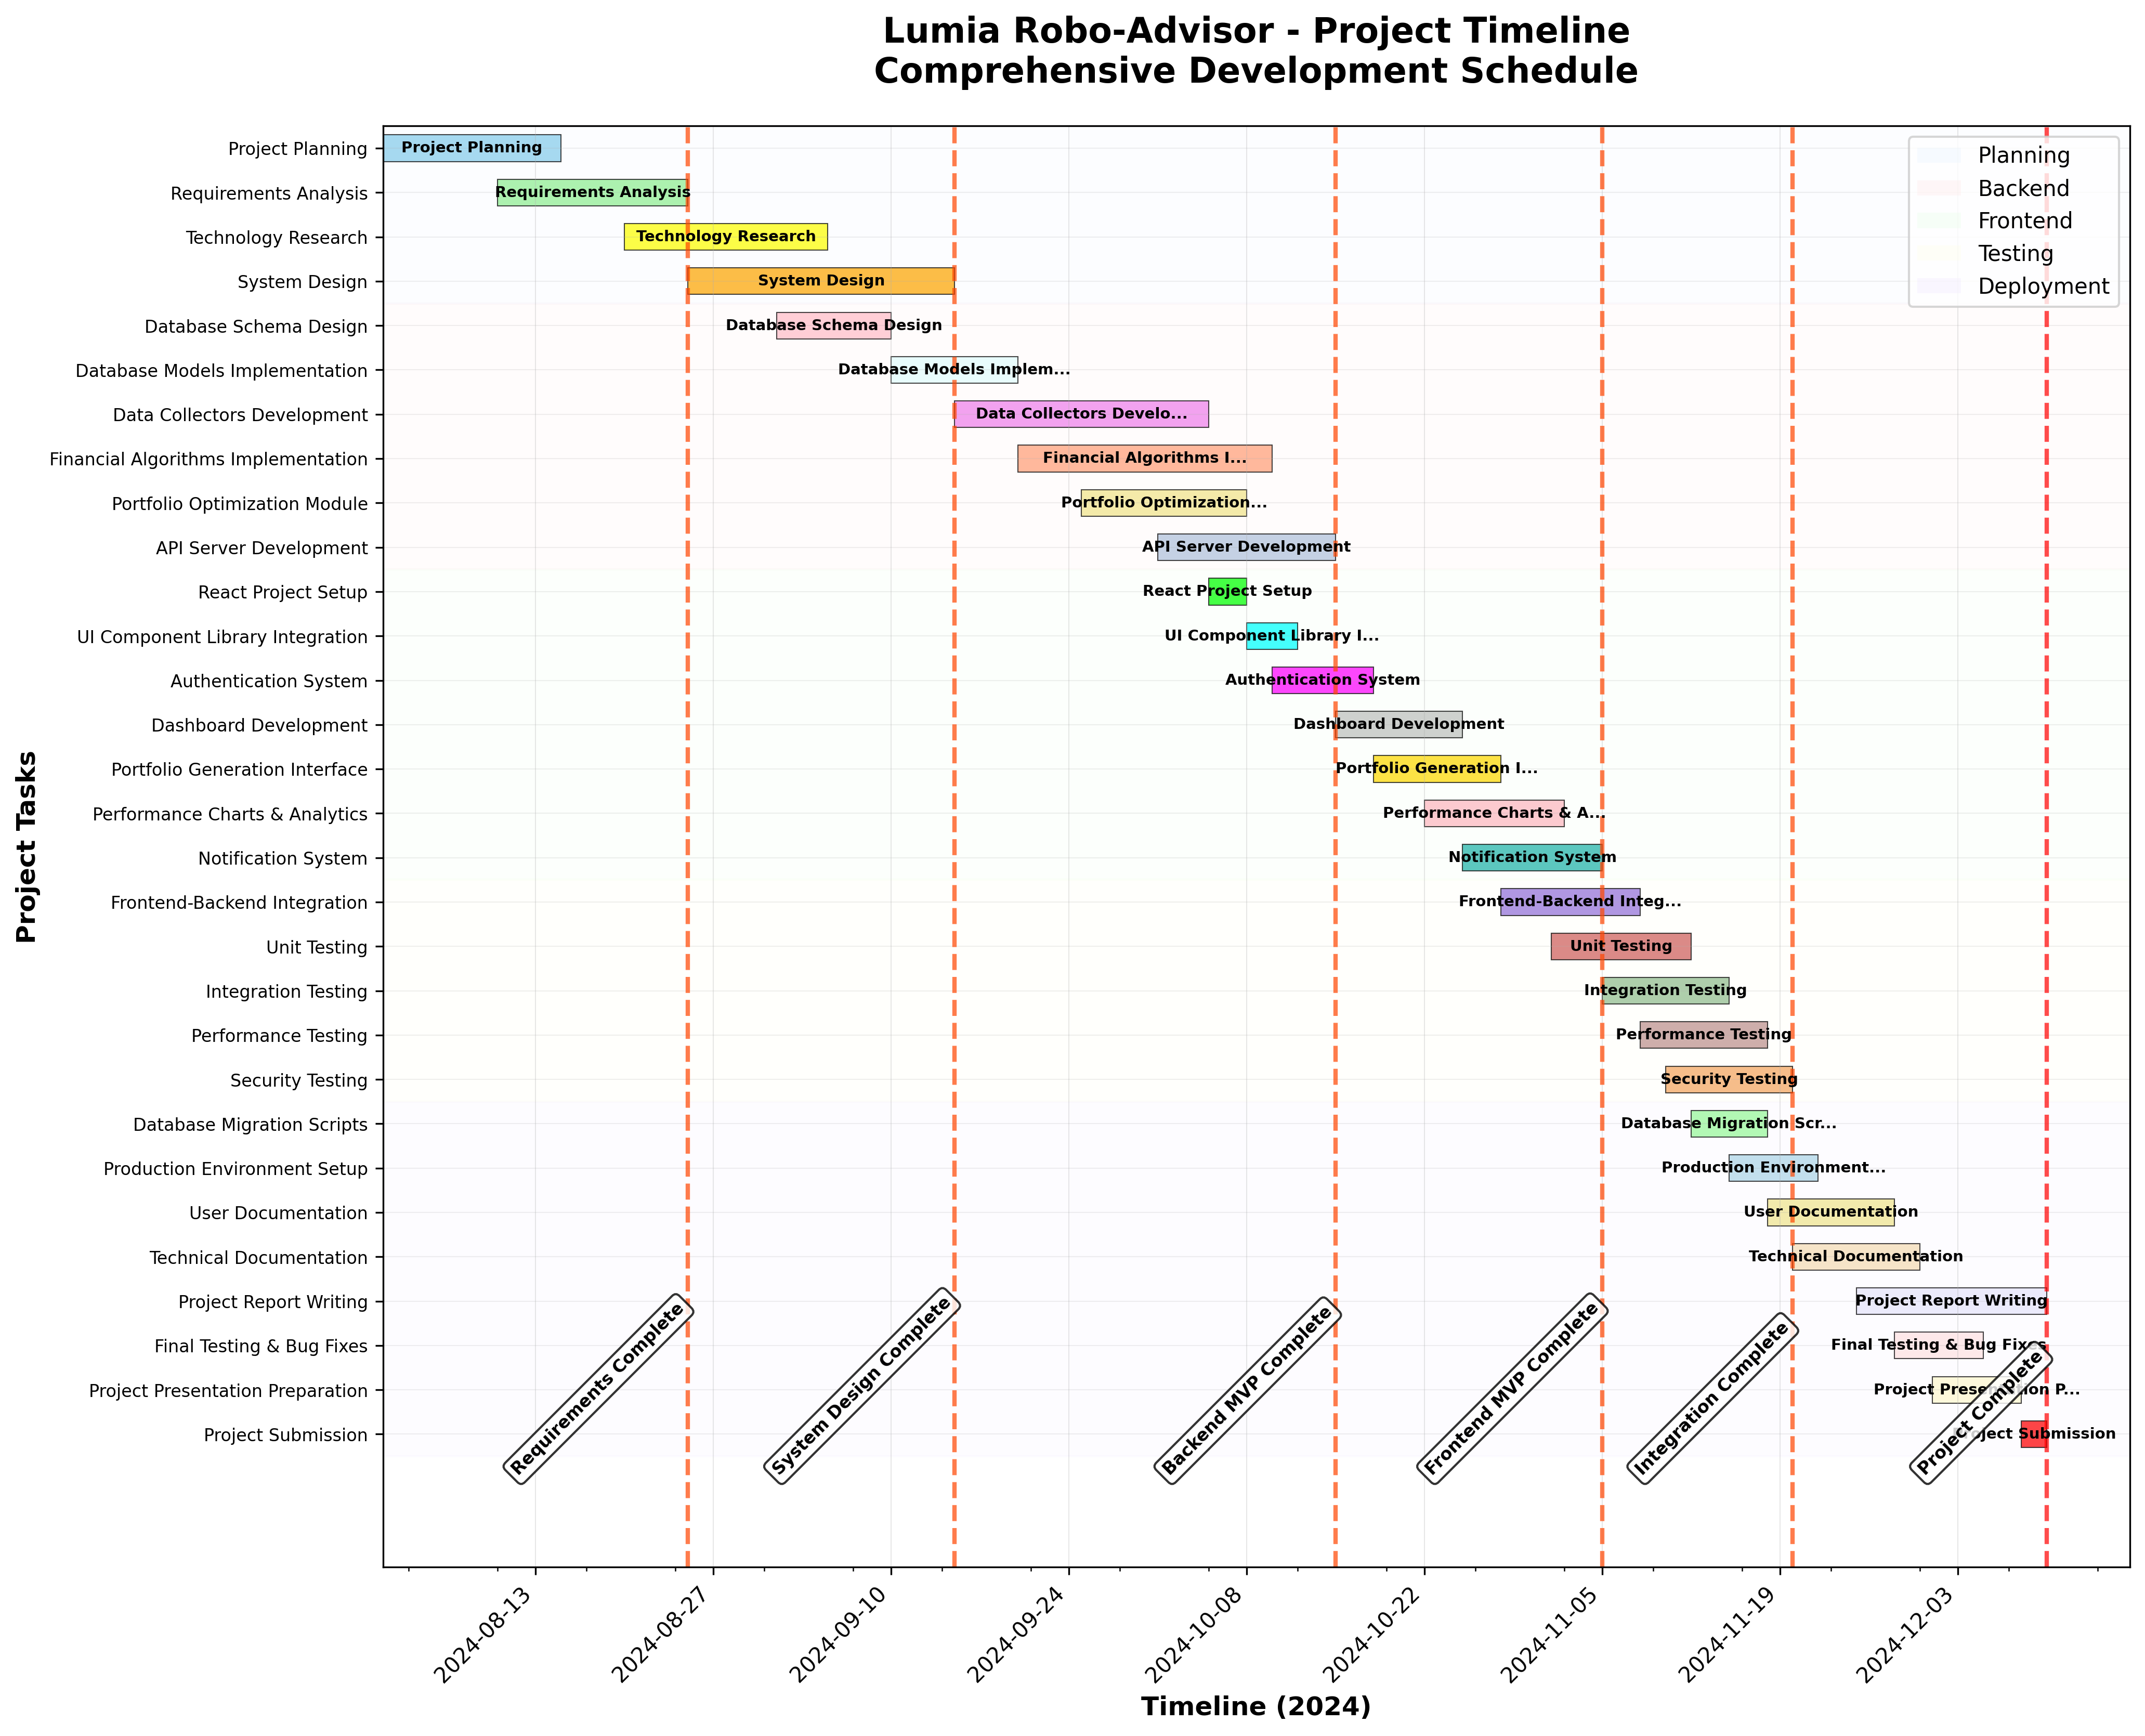 Lumia Robo-Advisor - Project Timeline
Comprehensive Development Schedule
Planning
Backend
Frontend
Testing
Deployment
Project Tasks
Project Planning
Project Planning
Requirements Analysis
Requirements Analysis
Technology Research
Technology Research
System Design
System Design
Database Schema Design
Database Schema Design
Database Models Implementation
Database Models Implem...
Data Collectors Development
Data Collectors Develo...
Financial Algorithms Implementation
Financial Algorithms I...
Portfolio Optimization Module
Portfolio Optimization...
API Server Development
API Server Development
React Project Setup
React Project Setup
UI Component Library Integration
UI Component Library I...
Authentication System
Authentication System
Dashboard Development
Dashboard Development
Portfolio Generation Interface
Portfolio Generation I...
Performance Charts & Analytics
Performance Charts & A...
Notification System
Notification System
Frontend-Backend Integration
Frontend-Backend Integ...
Unit Testing
Unit Testing
Integration Testing
Integration Testing
Performance Testing
Performance Testing
Security Testing
Security Testing
Database Migration Scripts
Database Migration Scr...
Production Environment Setup
Production Environment...
User Documentation
User Documentation
Technical Documentation
Technical Documentation
Project Report Writing
Project Report Writing
Final Testing & Bug Fixes
Final Testing & Bug Fixes
Project Presentation Preparation
Project Presentation P...
Project Submission
Project Submission
Requirements Complete
System Design Complete
Backend MVP Complete
Frontend MVP Complete
Integration Complete
Project Complete
2024-08-13
2024-08-27
2024-09-10
2024-09-24
2024-10-08
2024-10-22
2024-11-05
2024-11-19
2024-12-03
Timeline (2024)